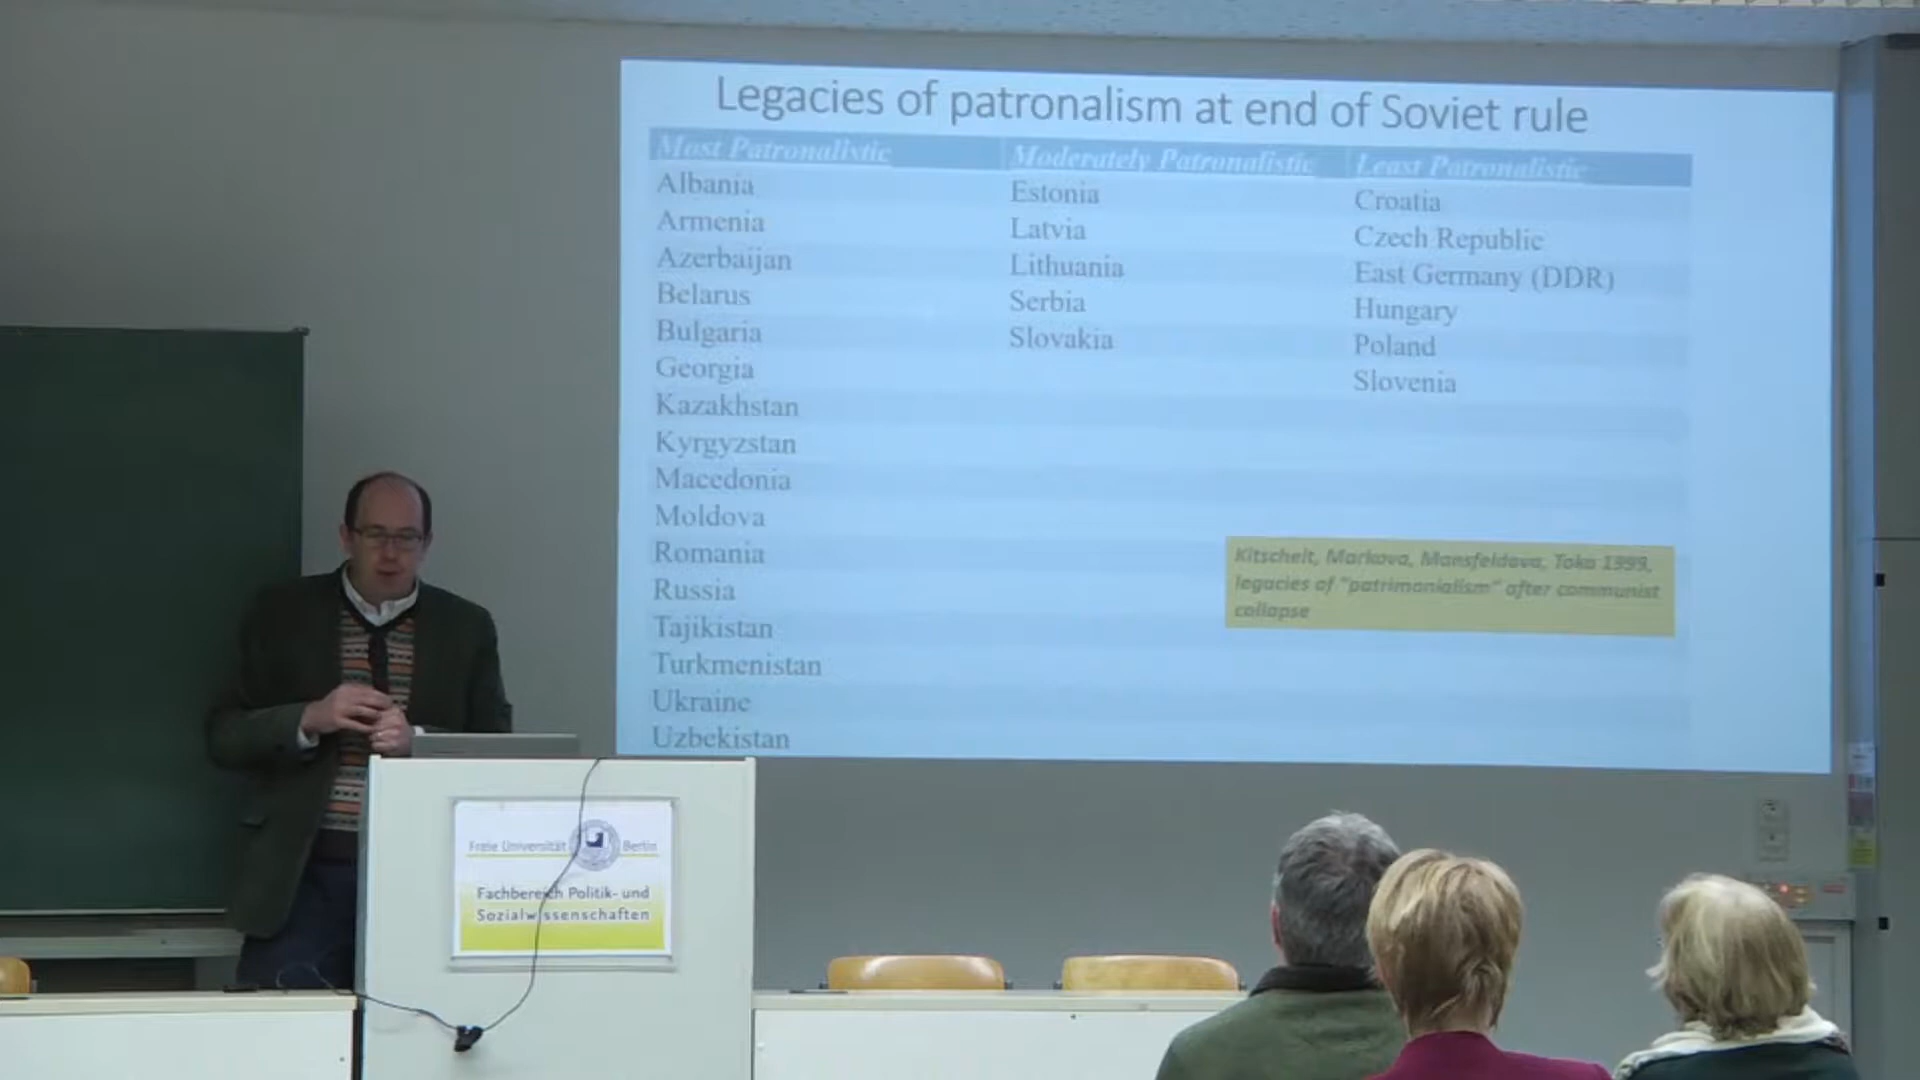 Legacies of patronalism at end of Soviet rule
Most Patronalistic
Moderately Patronalistic
Least Patronalistic
Albania
Armenia
Azerbaijan
Belarus
Bulgaria
Georgia
Kazakhstan
Kyrgyzstan
Macedonia
Moldova
Romania
Russia
Tajikistan
Turkmenistan
Ukraine
Uzbekistan
Estonia
Latvia
Lithuania
Serbia
Slovakia
Croatia
Czech Republic
East Germany (DDR)
Hungary
Poland
Slovenia
Kitschelt, Markova, Mansfeldova, Toka 1999,
legacies of "patrimonialism" after communist
collapse
Freie Universität Berlin
Fachbereich Politik- und
Sozialwissenschaften